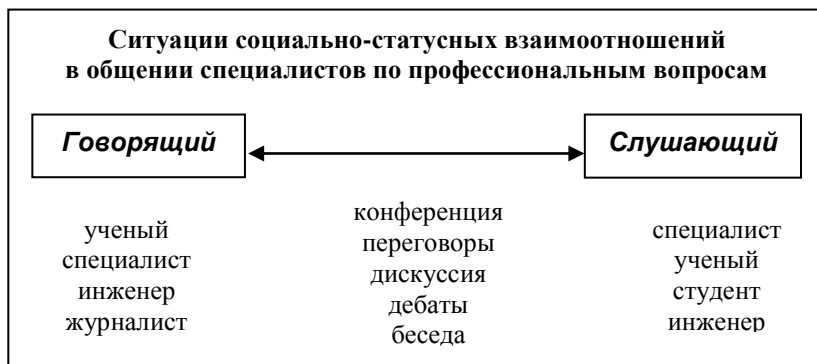 Ситуации социально-статусных взаимоотношений
в общении специалистов по профессиональным вопросам
Говорящий
Слушающий
ученый
специалист
инженер
журналист
конференция
переговоры
дискуссия
дебаты
беседа
специалист
ученый
студент
инженер